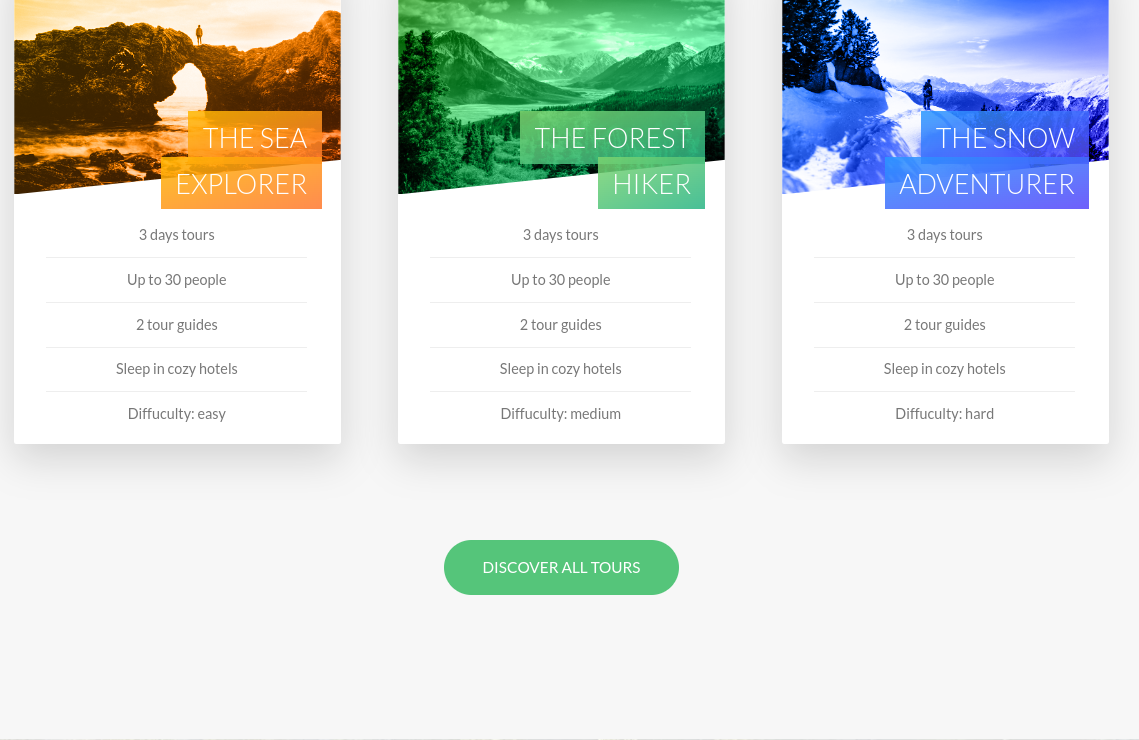 THE SEA
EXPLORER
3 days tours
Up to 30 people
2 tour guides
Sleep in cozy hotels
Diffuculty: easy
THE FOREST
HIKER
3 days tours
Up to 30 people
2 tour guides
Sleep in cozy hotels
Diffuculty: medium
THE SNOW
ADVENTURER
3 days tours
Up to 30 people
2 tour guides
Sleep in cozy hotels
Diffuculty: hard
DISCOVER ALL TOURS